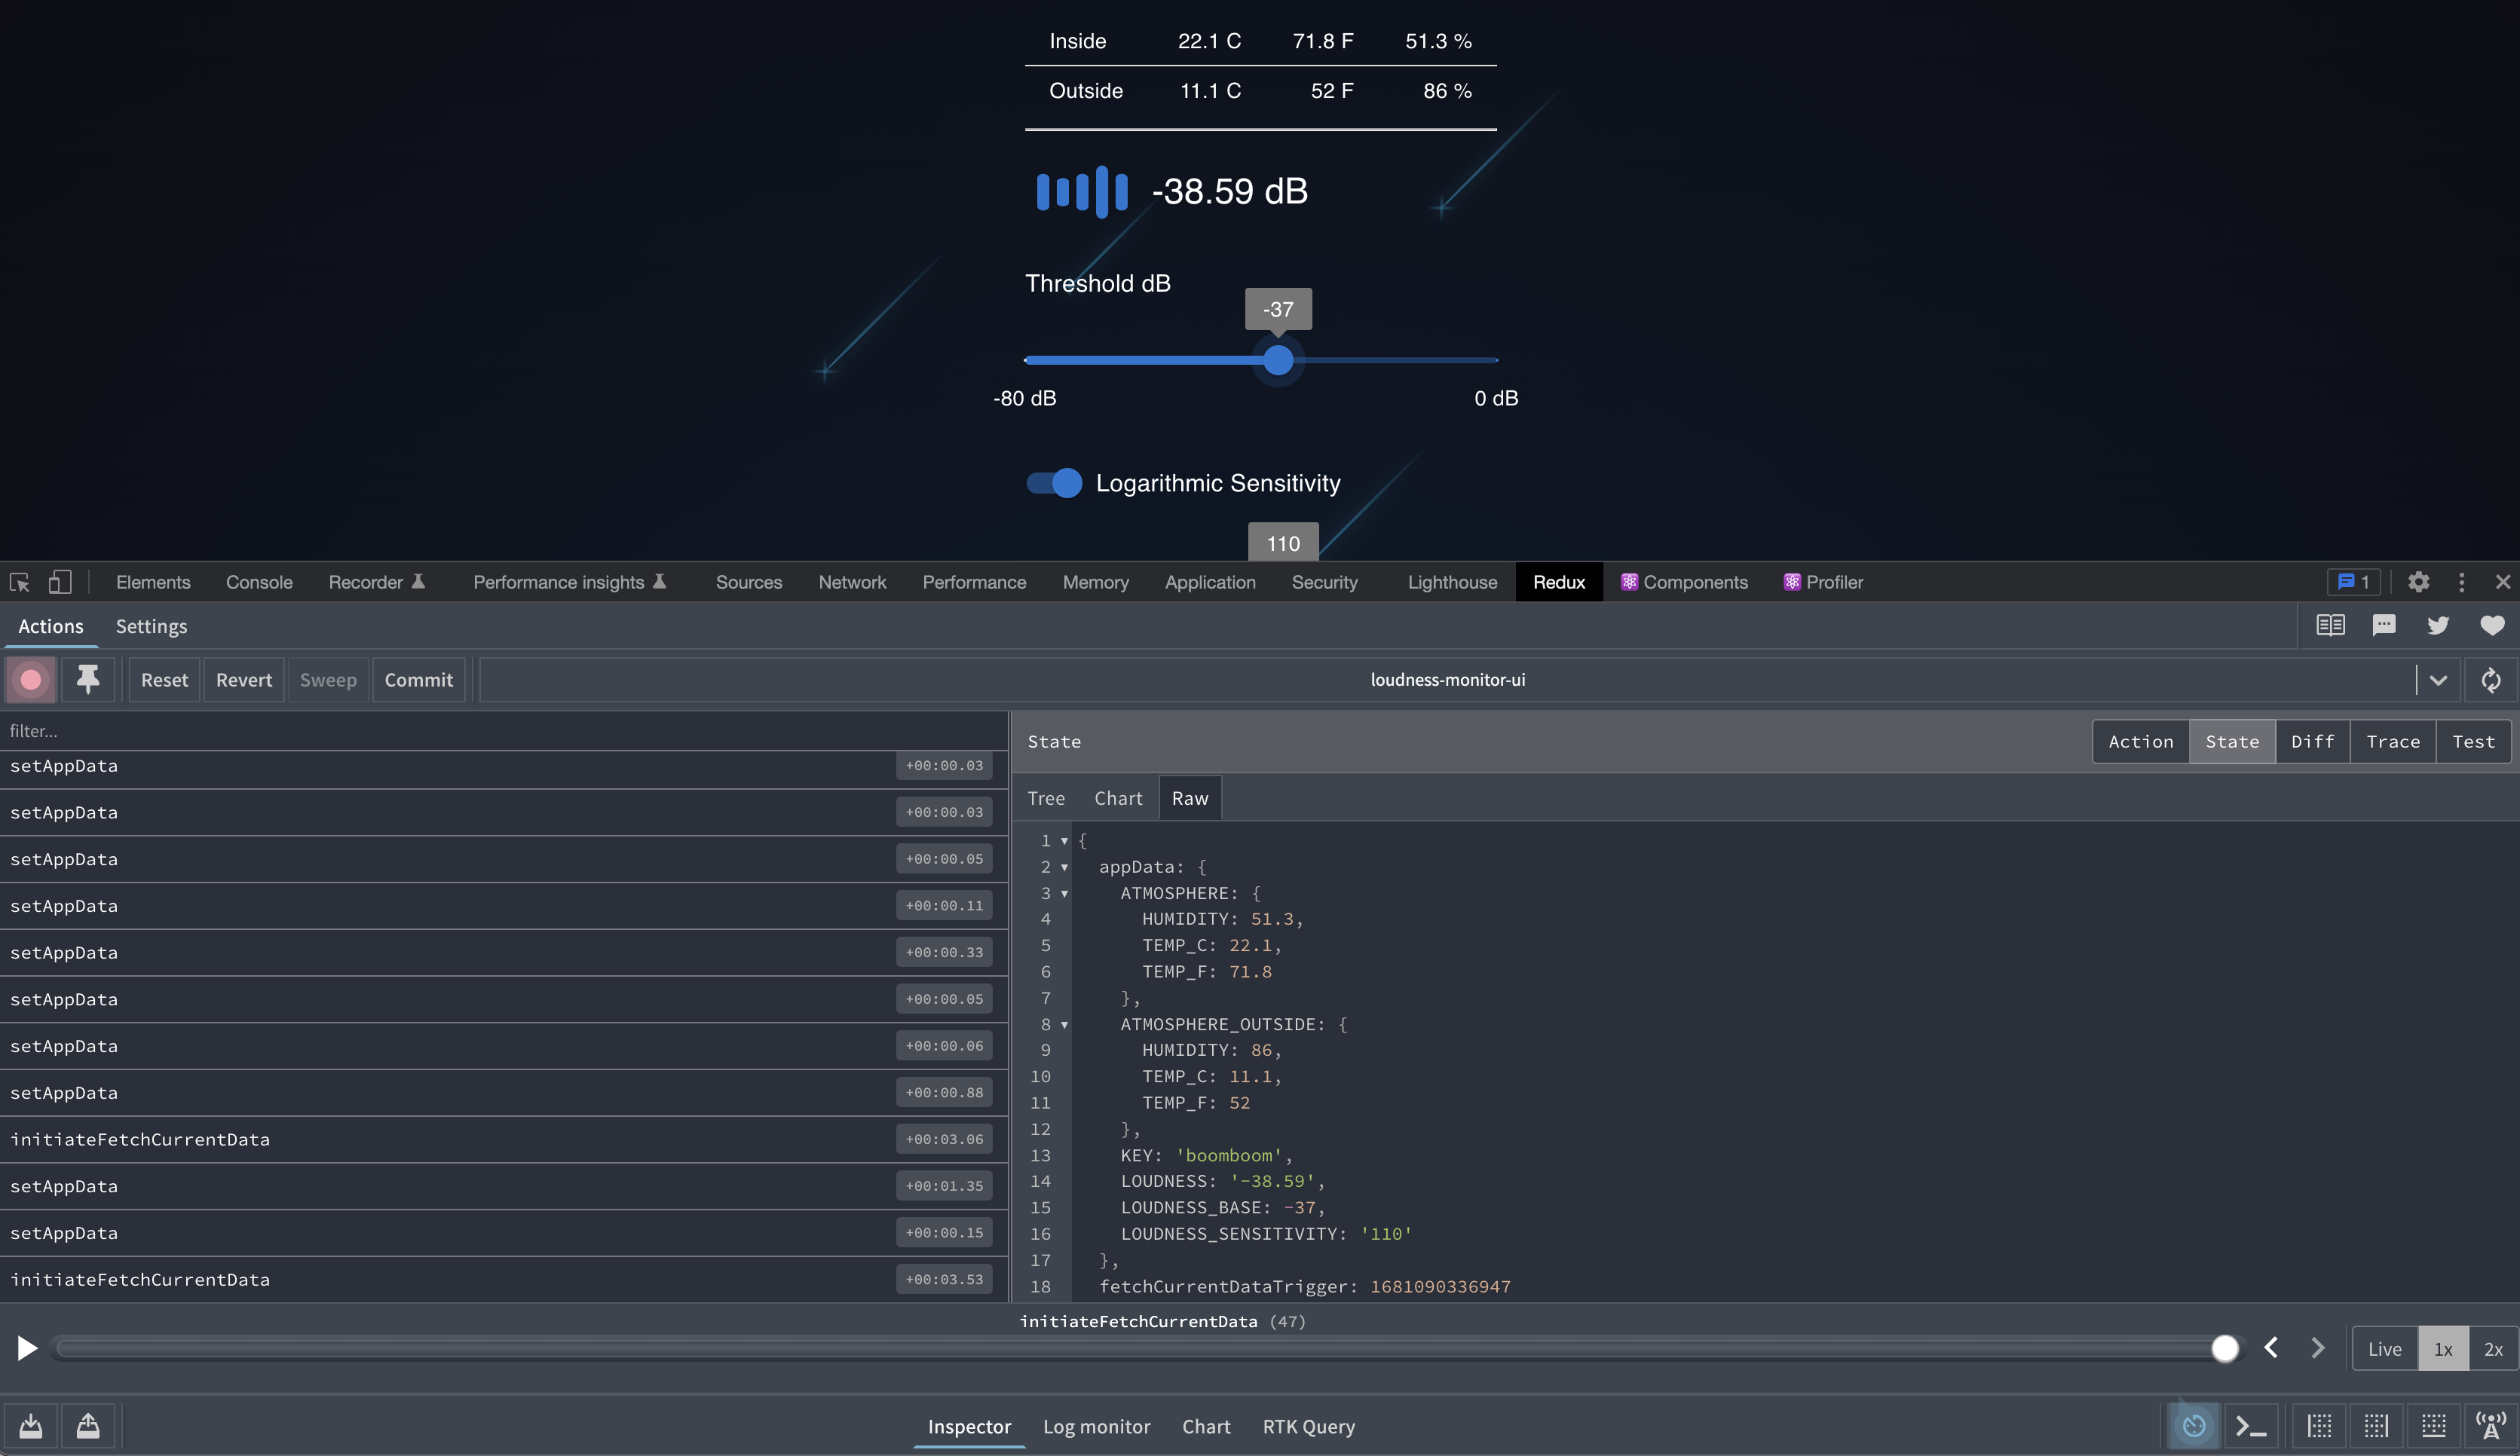 Inside 22.1 C 71.8 F 51.3 %
Outside 11.1 C 52 F 86 %
-38.59 dB
Threshold dB
-37
-80 dB 0 dB
Logarithmic Sensitivity
110
Elements Console Recorder Performance insights Sources Network Performance Memory Application Security Lighthouse Redux Components Profiler 1
Actions Settings
Reset Revert Sweep Commit loudness-monitor-ui
filter...
setAppData +00:00.03
setAppData +00:00.03
setAppData +00:00.05
setAppData +00:00.11
setAppData +00:00.33
setAppData +00:00.05
setAppData +00:00.06
setAppData +00:00.88
initiateFetchCurrentData +00:03.06
setAppData +00:01.35
setAppData +00:00.15
initiateFetchCurrentData +00:03.53
State Action State Diff Trace Test
Tree Chart Raw
1 {
2 appData: {
3 ATMOSPHERE: {
4 HUMIDITY: 51.3,
5 TEMP_C: 22.1,
6 TEMP_F: 71.8
7 },
8 ATMOSPHERE_OUTSIDE: {
9 HUMIDITY: 86,
10 TEMP_C: 11.1,
11 TEMP_F: 52
12 },
13 KEY: 'boomboom',
14 LOUDNESS: '-38.59',
15 LOUDNESS_BASE: -37,
16 LOUDNESS_SENSITIVITY: '110'
17 },
18 fetchCurrentDataTrigger: 1681090336947
initiateFetchCurrentData (47)
Live 1x 2x
Inspector Log monitor Chart RTK Query